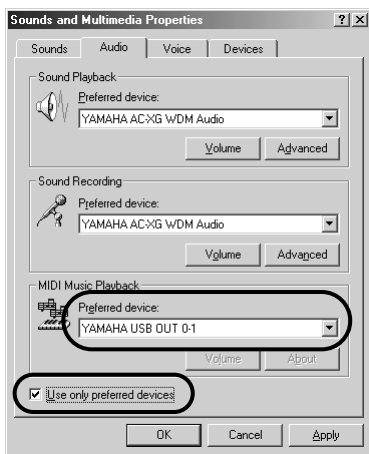 Sounds and Multimedia Properties
Sounds Audio Voice Devices
Sound Playback
Preferred device:
YAMAHA AC-XG WDM Audio
Volume Advanced
Sound Recording
Preferred device:
YAMAHA AC-XG WDM Audio
Volume Advanced
MIDI Music Playback
Preferred device:
YAMAHA USB OUT 0-1
Volume About
Use only preferred devices
OK Cancel Apply